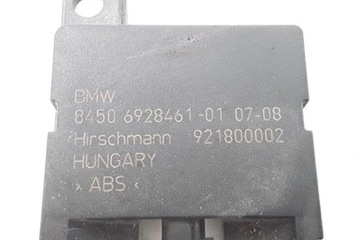 BMW
8450 6928461-01 07-08
Hirschmann 921800002
HUNGARY
> ABS <